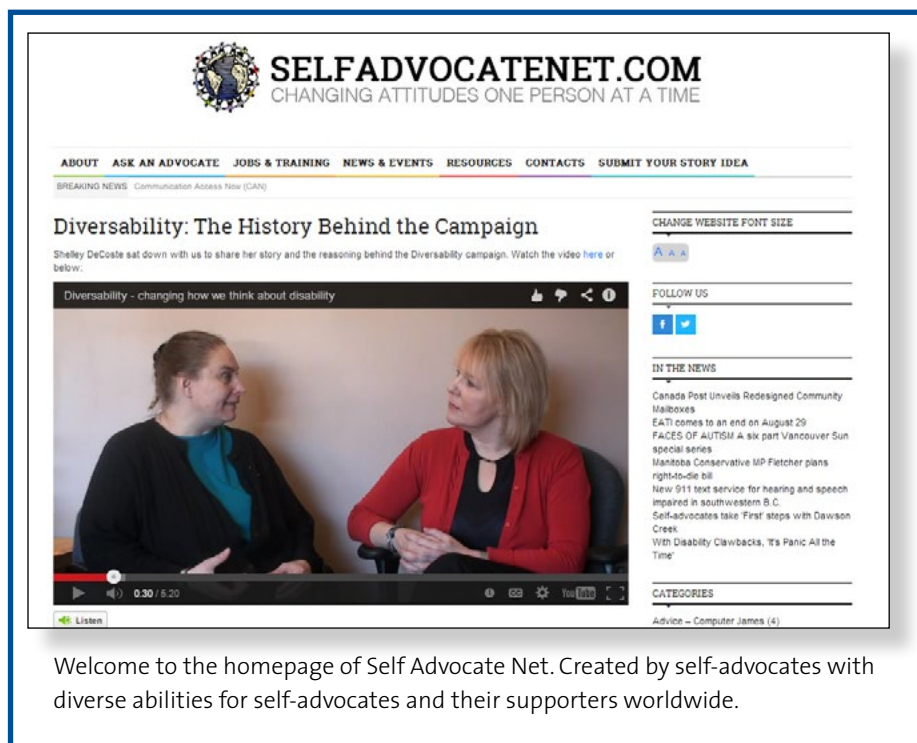 SELFADVOCATENET.COM
CHANGING ATTITUDES ONE PERSON AT A TIME
ABOUT ASK AN ADVOCATE JOBS & TRAINING NEWS & EVENTS RESOURCES CONTACTS SUBMIT YOUR STORY IDEA
BREAKING NEWS Communication Access Now (CAN)
Diversability: The History Behind the Campaign
Shelley DeCoste sat down with us to share her story and the reasoning behind the Diversability campaign. Watch the video here or
below:
Diversability - changing how we think about disability
0:30 / 5:20
CC
YouTube
Listen
CHANGE WEBSITE FONT SIZE
A A A
FOLLOW US
f
IN THE NEWS
Canada Post Unveils Redesigned Community
Mailboxes
EATI comes to an end on August 29
FACES OF AUTISM A six part Vancouver Sun
special series
Manitoba Conservative MP Fletcher plans
right-to-die bill
New 911 text service for hearing and speech
impaired in southwestern B.C.
Self-advocates take 'First' steps with Dawson
Creek
With Disability Clawbacks, 'It's Panic All the
Time'
CATEGORIES
Advice – Computer James (4)
Welcome to the homepage of Self Advocate Net. Created by self-advocates with
diverse abilities for self-advocates and their supporters worldwide.